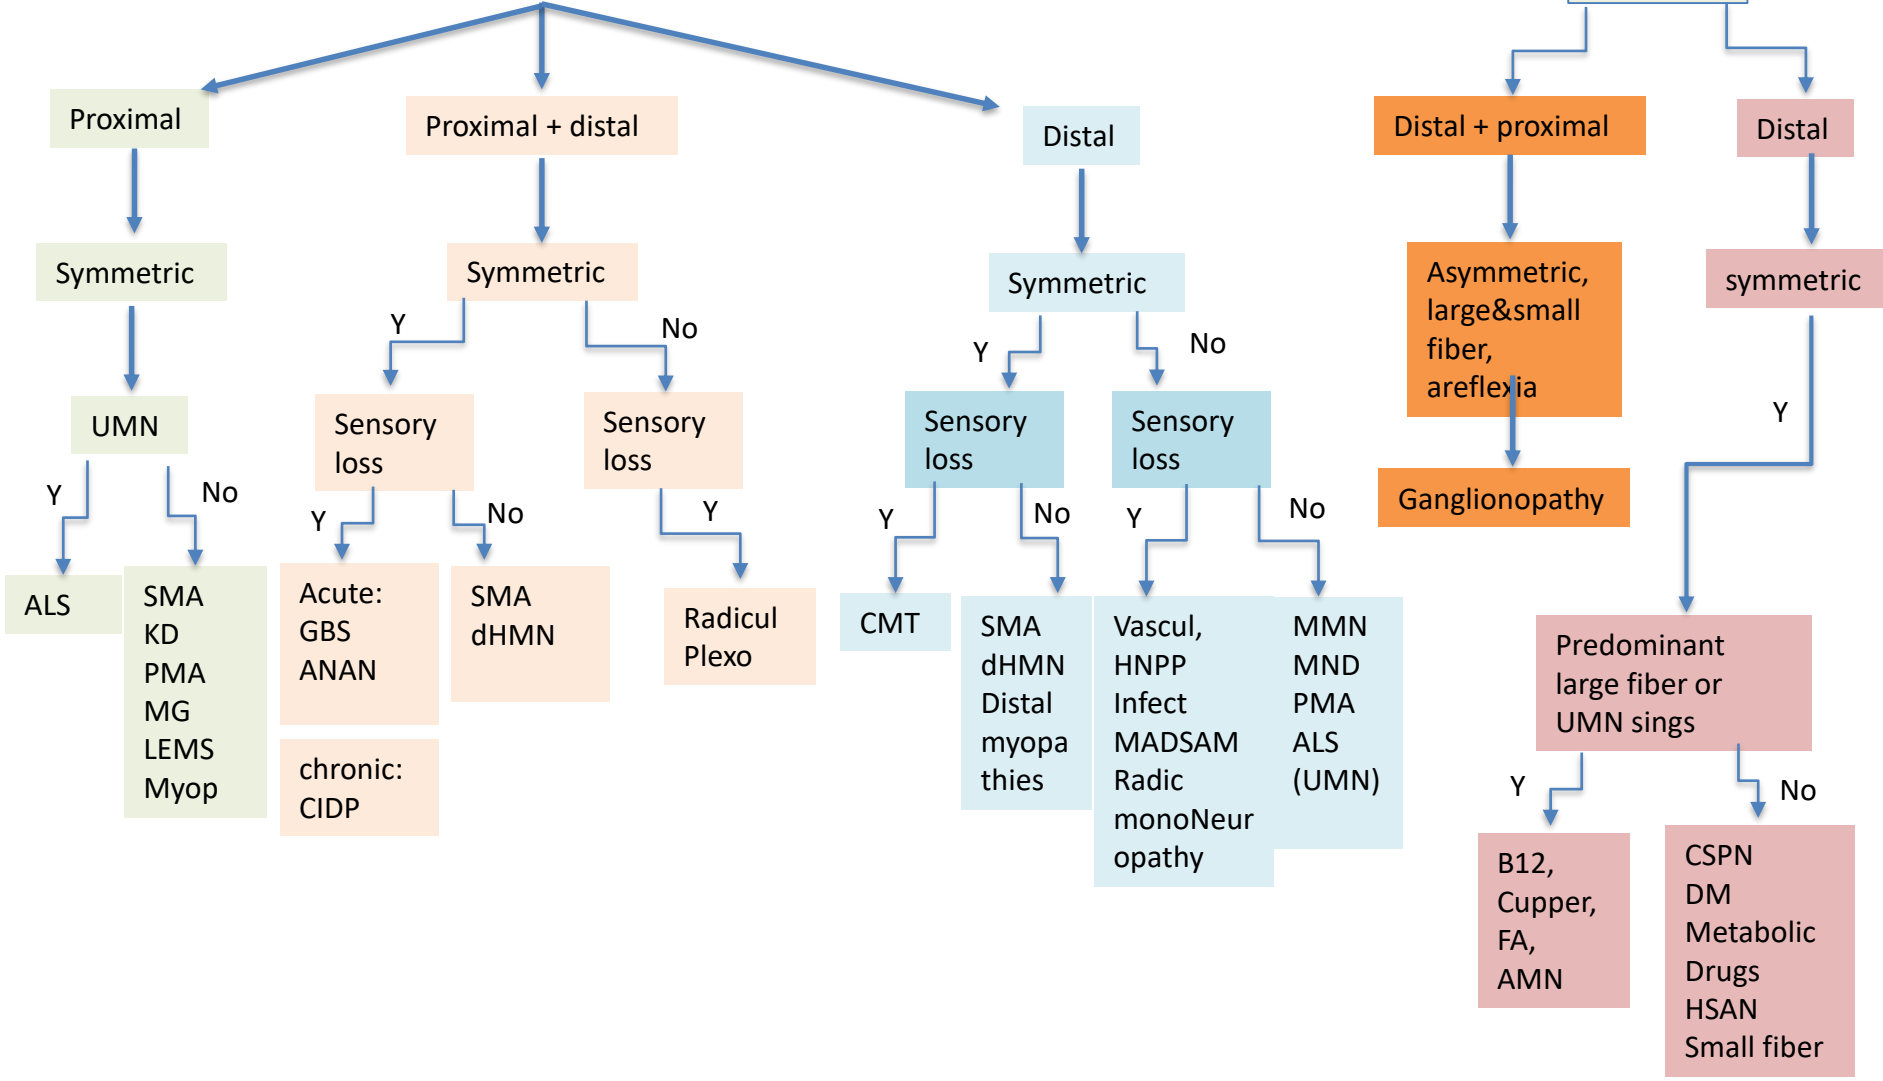 Proximal
Proximal + distal
Distal
Distal + proximal
Distal
Symmetric
Symmetric
Symmetric
Asymmetric,
large&small
fiber,
areflexia
symmetric
Y
No
Y
No
Y
UMN
Sensory
loss
Sensory
loss
Sensory
loss
Sensory
loss
Ganglionopathy
Y
No
Y
No
Y
Y
No
Y
No
ALS
SMA
KD
PMA
MG
LEMS
Myop
Acute:
GBS
ANAN
chronic:
CIDP
SMA
dHMN
Radicul
Plexo
CMT
SMA
dHMN
Distal
myopa
thies
Vascul,
HNPP
Infect
MADSAM
Radic
monoNeur
opathy
MMN
MND
PMA
ALS
(UMN)
Predominant
large fiber or
UMN sings
Y
No
B12,
Cupper,
FA,
AMN
CSPN
DM
Metabolic
Drugs
HSAN
Small fiber